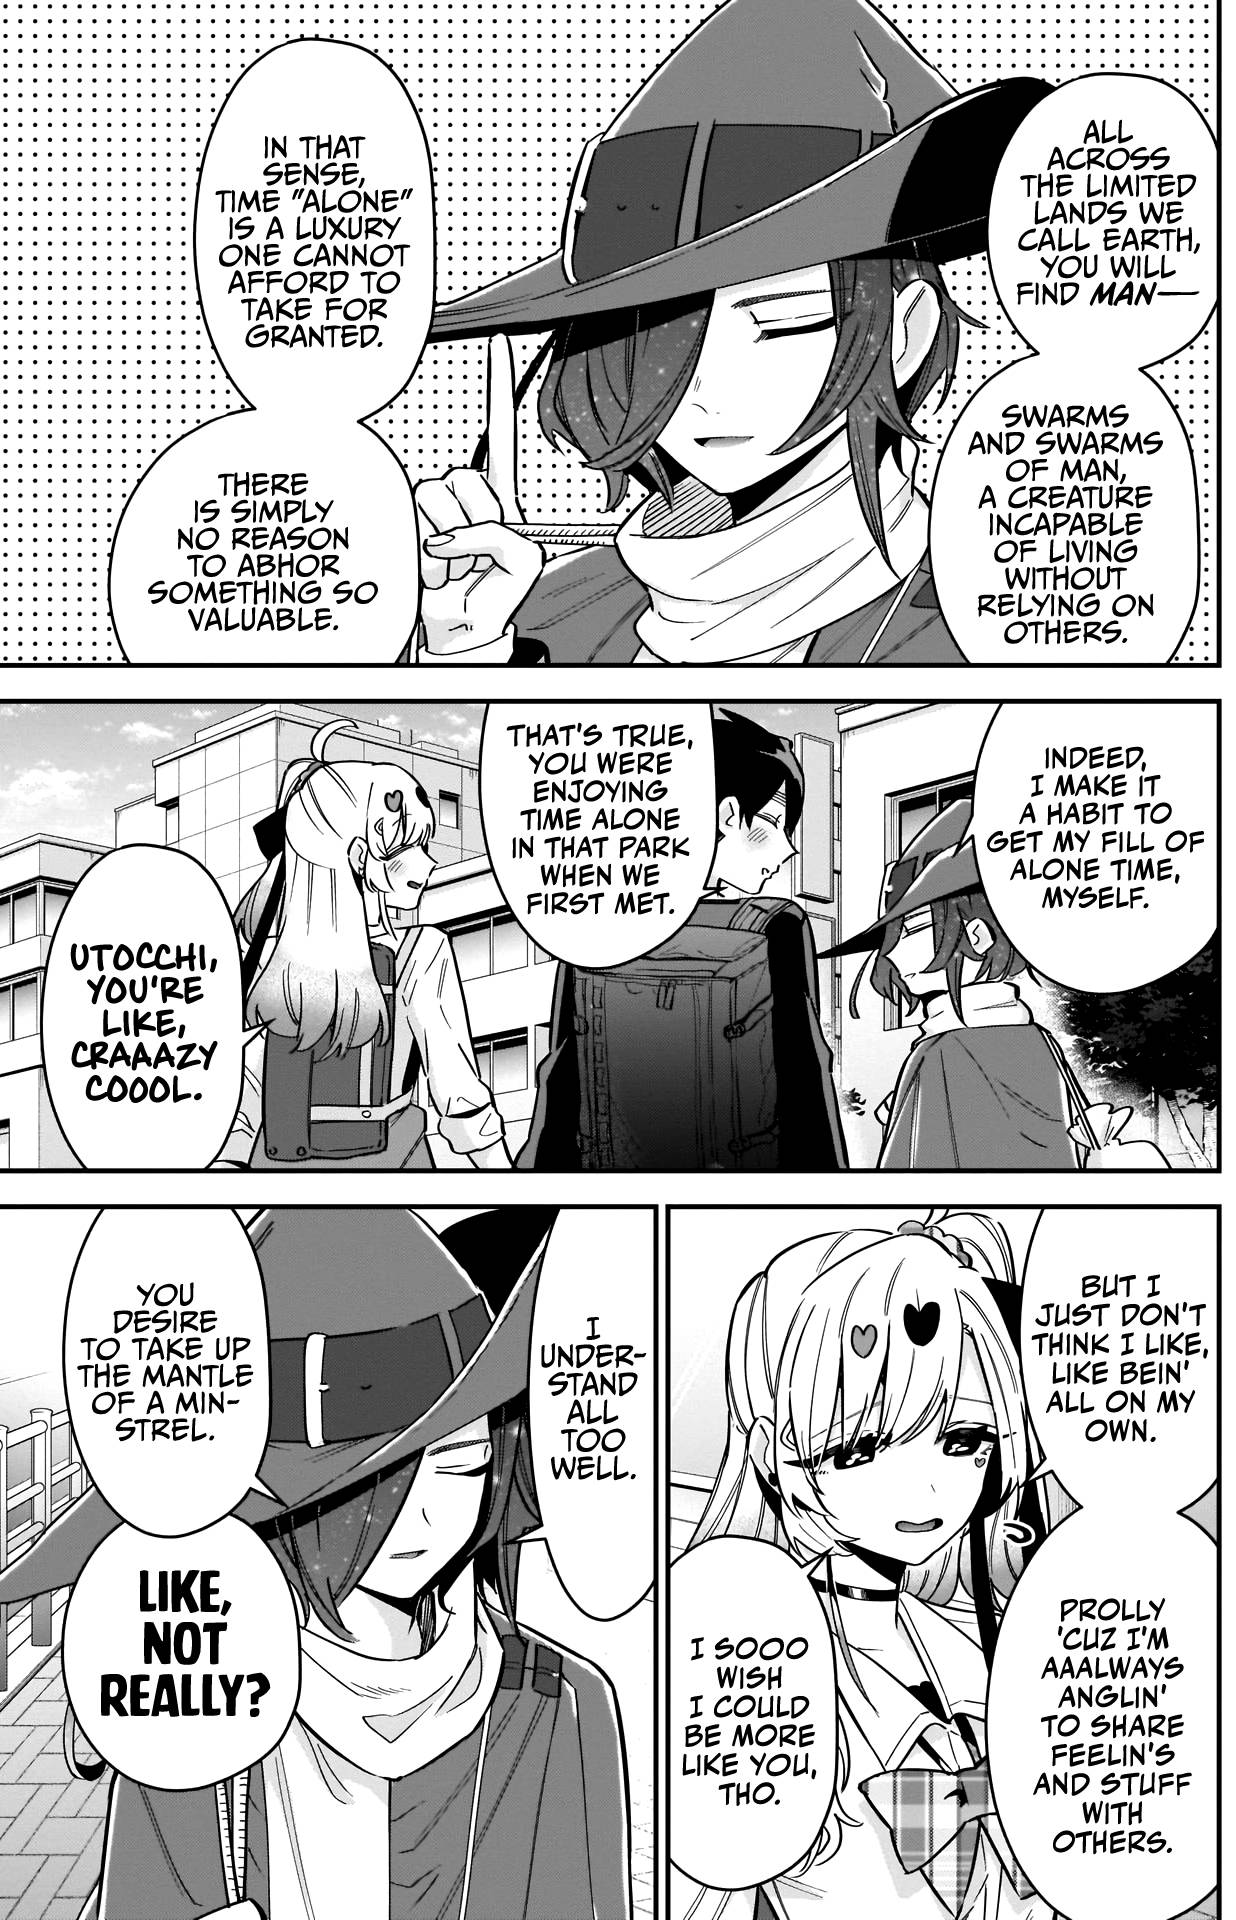 ALL
ACROSS
THE LIMITED
LANDS WE
CALL EARTH,
YOU WILL
FIND MAN—
SWARMS
AND SWARMS
OF MAN,
A CREATURE
INCAPABLE
OF LIVING
WITHOUT
RELYING ON
OTHERS.
IN THAT
SENSE,
TIME "ALONE"
IS A LUXURY
ONE CANNOT
AFFORD TO
TAKE FOR
GRANTED.
THERE
IS SIMPLY
NO REASON
TO ABHOR
SOMETHING SO
VALUABLE.
INDEED,
I MAKE IT
A HABIT TO
GET MY FILL OF
ALONE TIME,
MYSELF.
THAT'S TRUE,
YOU WERE
ENJOYING
TIME ALONE
IN THAT PARK
WHEN WE
FIRST MET.
UTOCCHI,
YOU'RE
LIKE,
CRAAAZY
COOOL.
BUT I
JUST DON'T
THINK I LIKE,
LIKE BEIN'
ALL ON MY
OWN.
PROLLY
'CUZ I'M
AAALWAYS
ANGLIN'
TO SHARE
FEELIN'S
AND STUFF
WITH
OTHERS.
I SOOO
WISH
I COULD
BE MORE
LIKE YOU,
THO.
I
UNDER-
STAND
ALL
TOO
WELL.
YOU
DESIRE
TO TAKE UP
THE MANTLE
OF A MIN-
STREL.
LIKE,
NOT
REALLY?